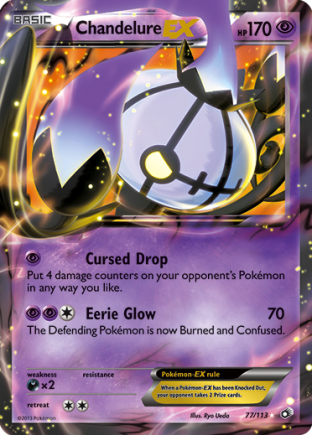 BASIC
Chandelure EX HP 170
Cursed Drop
Put 4 damage counters on your opponent's Pokémon
in any way you like.
Eerie Glow 70
The Defending Pokémon is now Burned and Confused.
weakness resistance
×2
retreat
Pokémon-EX rule
When a Pokémon-EX has been Knocked Out,
your opponent takes 2 Prize cards.
©2013 Pokémon Illus. Ryo Ueda 77/113